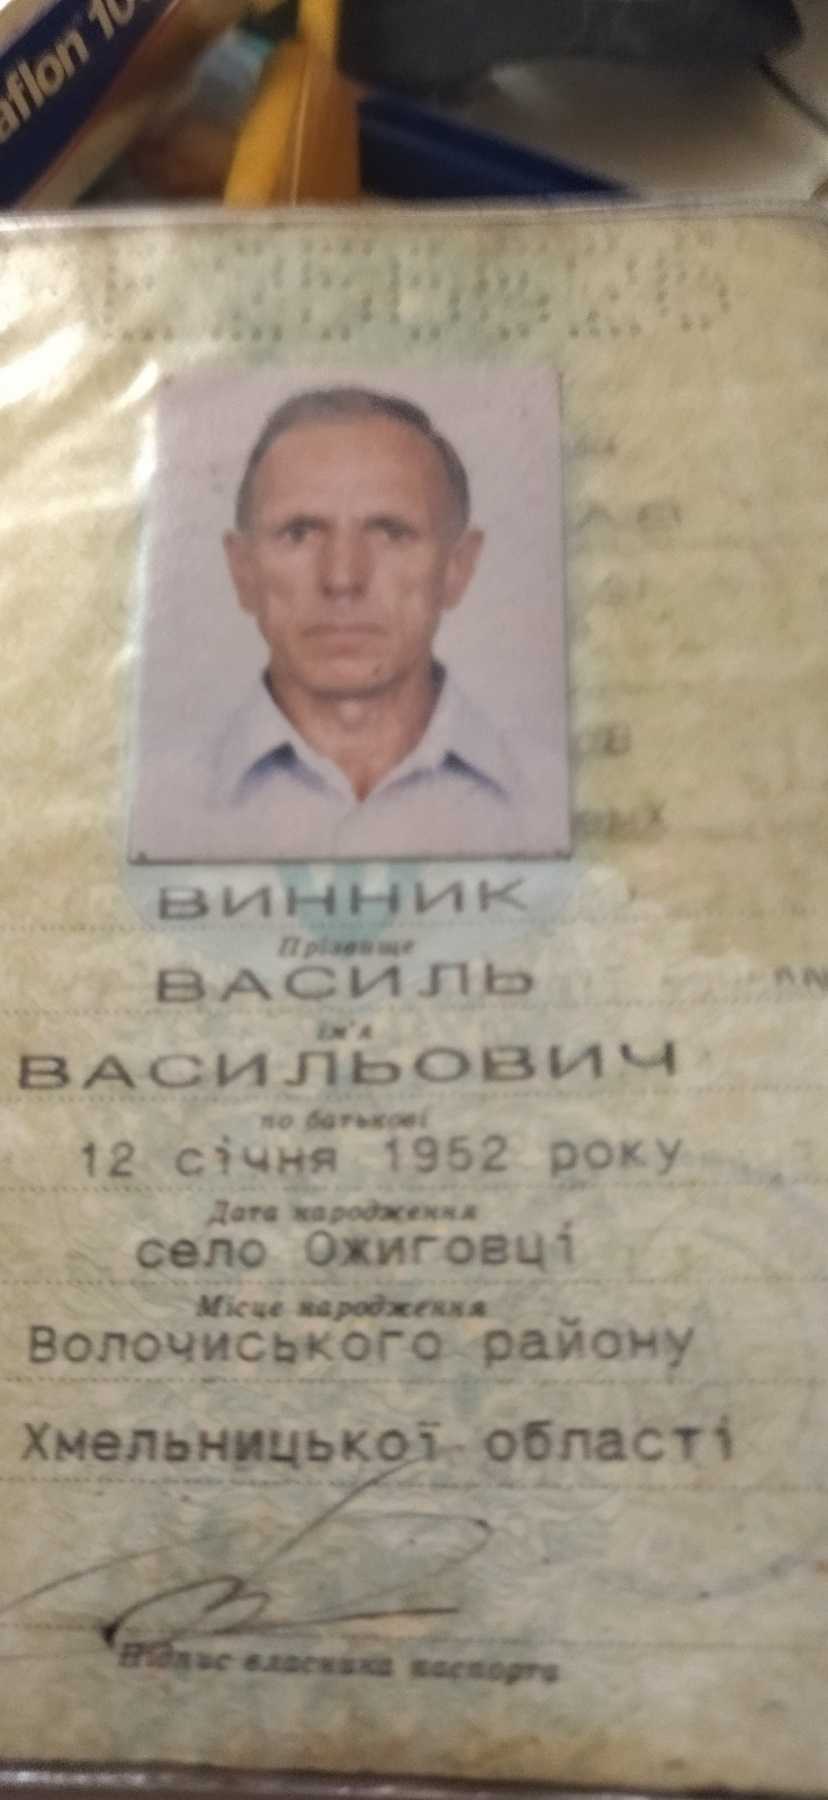 aflon 10
ВИННИК
Прізвище
ВАСИЛЬ
ім'я
ВАСИЛЬОВИЧ
по батькові
12 січня 1952 року
Дата народження
село Ожиговці
Місце народження
Волочиського району
Хмельницької області
Підпис власника паспорта